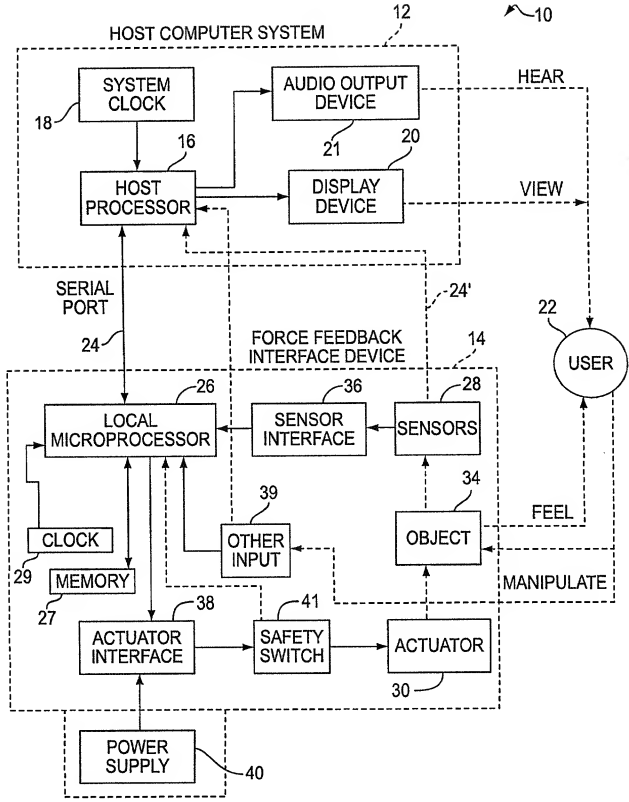 10
HOST COMPUTER SYSTEM
12
SYSTEM
CLOCK
18
AUDIO OUTPUT
DEVICE
21
HEAR
16
HOST
PROCESSOR
20
DISPLAY
DEVICE
VIEW
SERIAL
PORT
24
24'
22
USER
FORCE FEEDBACK
INTERFACE DEVICE
14
26
LOCAL
MICROPROCESSOR
36
SENSOR
INTERFACE
28
SENSORS
34
OBJECT
FEEL
39
OTHER
INPUT
CLOCK
29
MEMORY
27
MANIPULATE
38
ACTUATOR
INTERFACE
41
SAFETY
SWITCH
ACTUATOR
30
POWER
SUPPLY
40